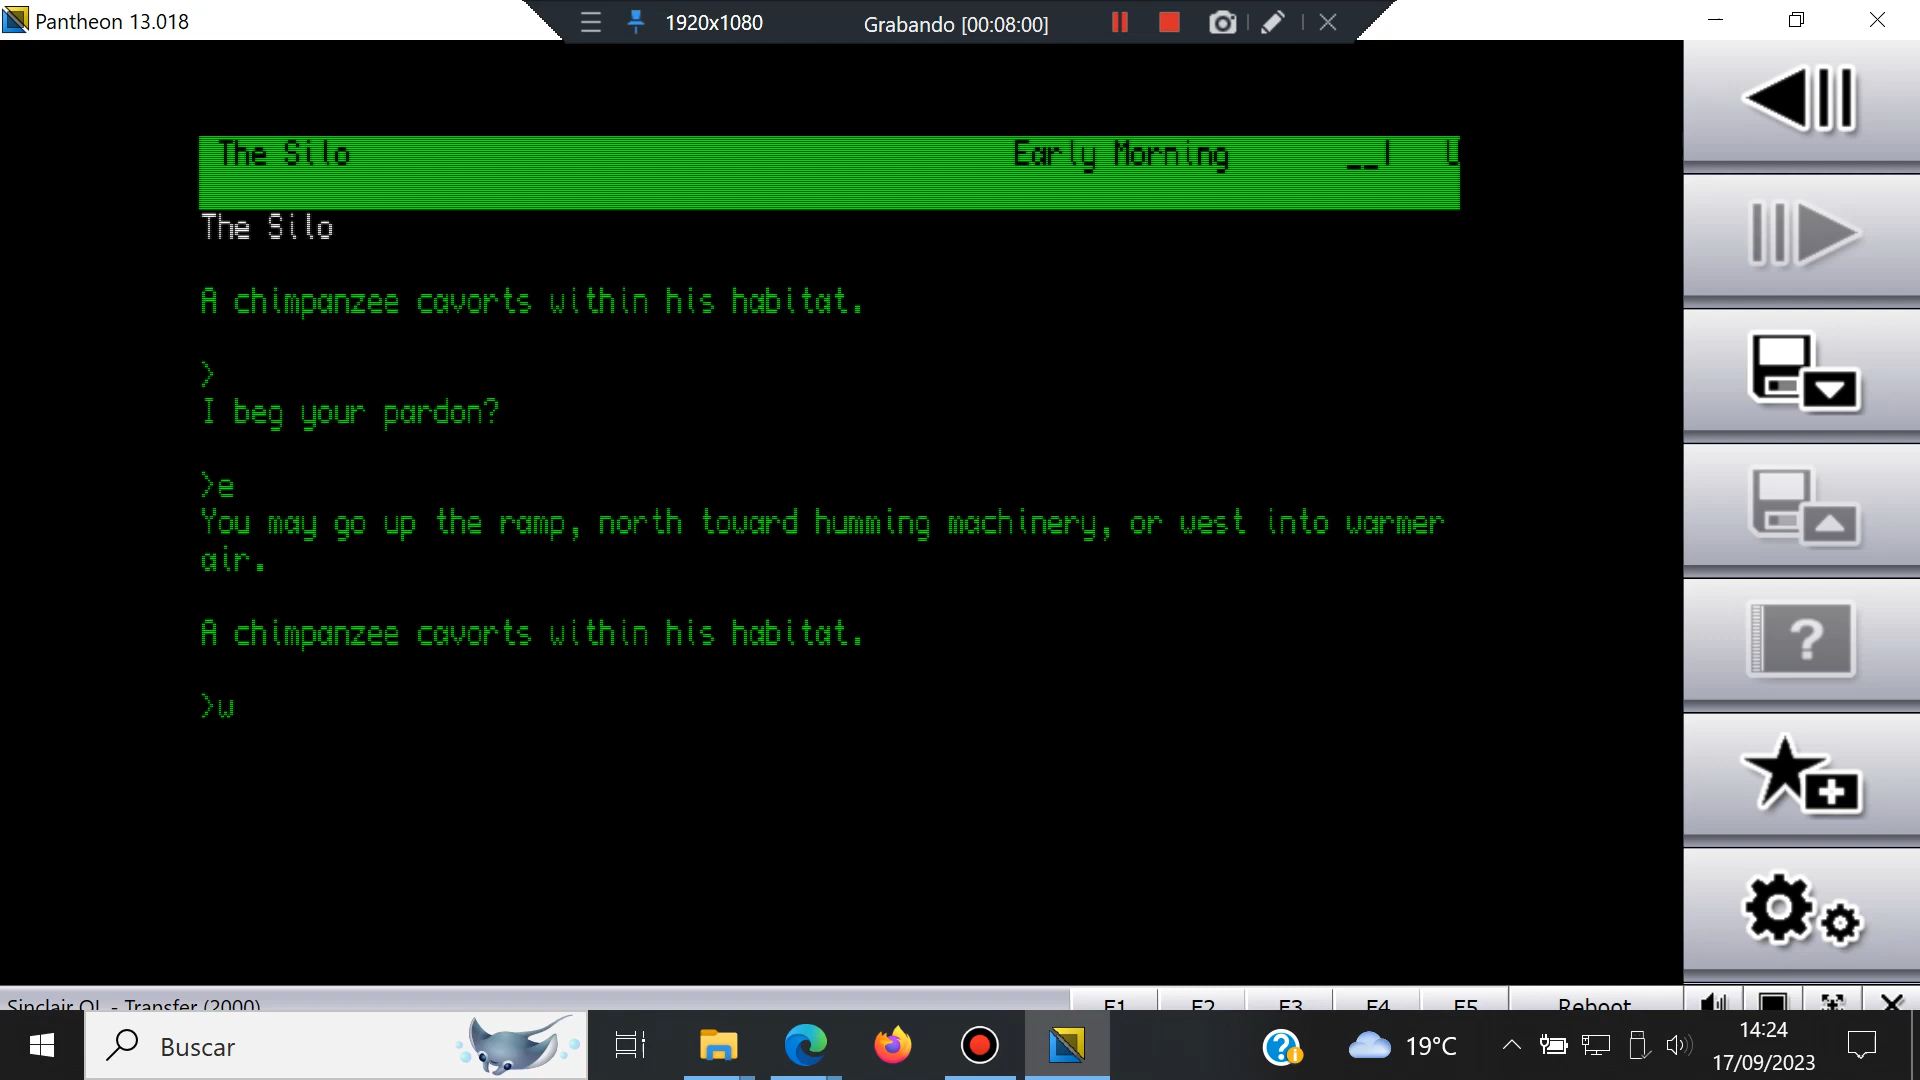 Pantheon 13.018
1920x1080
Grabando [00:08:00]
The Silo
Early Morning
__|
The Silo
A chimpanzee cavorts within his habitat.
>
I beg your pardon?
>e
You may go up the ramp, north toward humming machinery, or west into warmer
air.
A chimpanzee cavorts within his habitat.
>w
Sinclair QL - Transfer (2000)
F1
F2
F3
F4
F5
Reboot
Buscar
19°C
14:24
17/09/2023